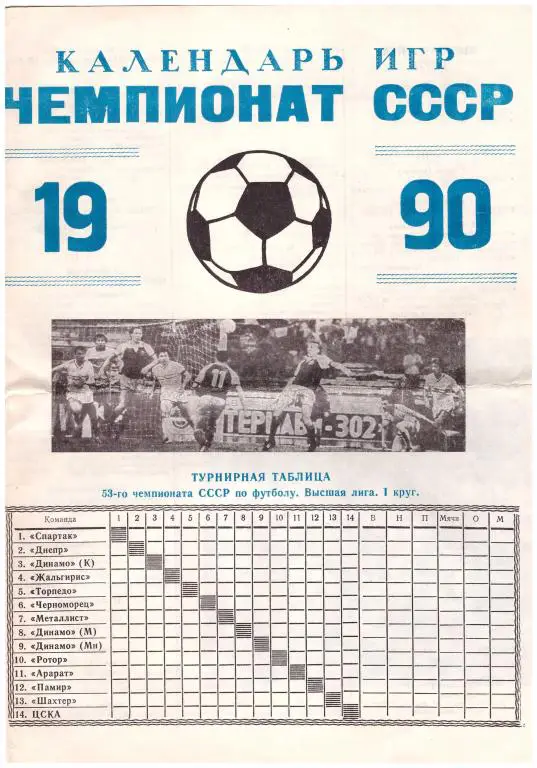 КАЛЕНДАРЬ ИГР
ЧЕМПИОНАТ СССР
19 90
11
ТЕРМ -302
ТУРНИРНАЯ ТАБЛИЦА
53-го чемпионата СССР по футболу. Высшая лига. I круг.
Команда 1 2 3 4 5 6 7 8 9 10 11 12 13 14 В Н П Мячи О М
1. «Спартак»
2. «Днепр»
3. «Динамо» (К)
4. «Жальгирис»
5. «Торпедо»
6. «Черноморец»
7. «Металлист»
8. «Динамо» (М)
9. «Динамо» (Мн)
10. «Ротор»
11. «Арарат»
12. «Памир»
13. «Шахтер»
14. ЦСКА